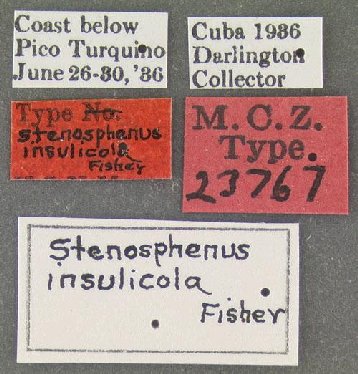 Coast below
Pico Turquino
June 26-30,'36
Cuba 1936
Darlington
Collector
Type No.
stenosphenus
insulicola
Fisher
M.C.Z.
Type.
23767
Stenosphenus
insulicola
Fisher